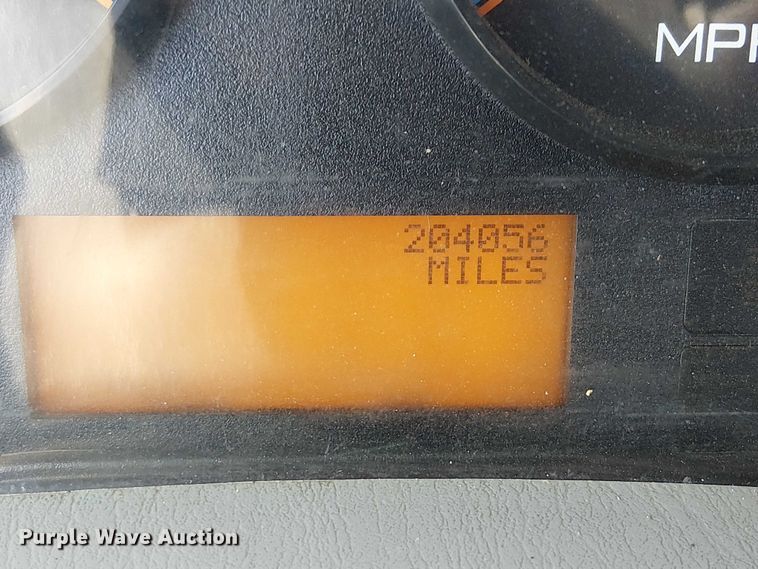 MPH
204056
MILES
Purple Wave Auction